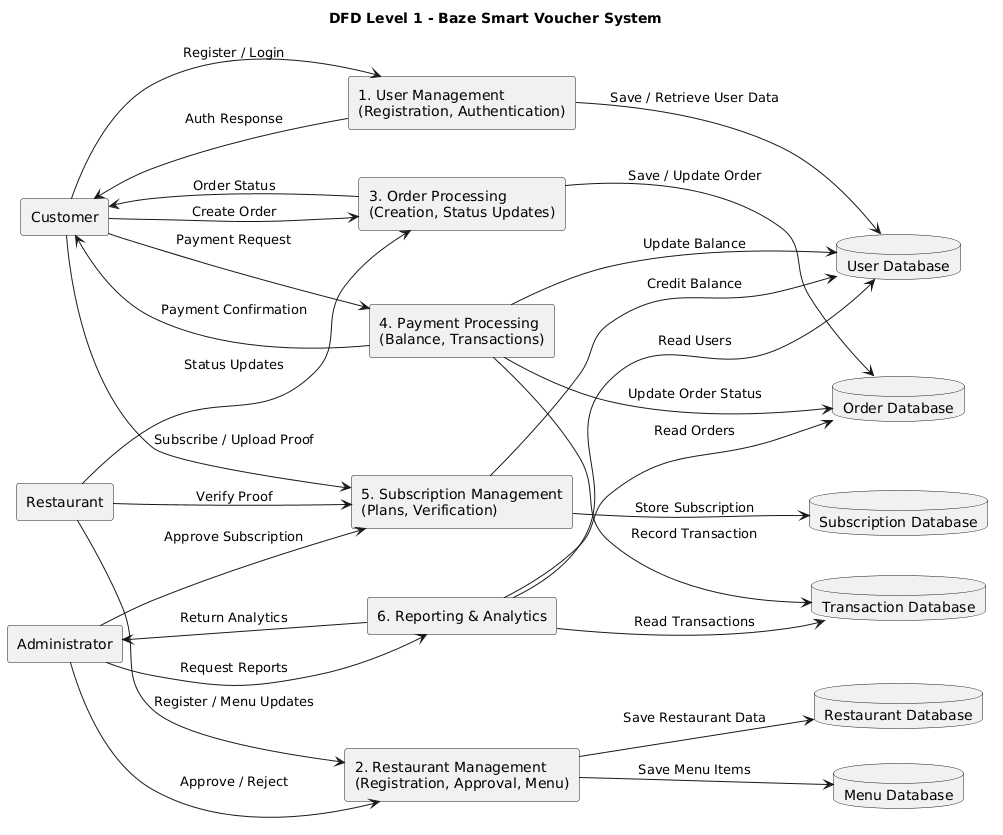 DFD Level 1 - Baze Smart Voucher System
Register / Login
1. User Management
(Registration, Authentication)
Save / Retrieve User Data
Auth Response
Order Status
3. Order Processing
(Creation, Status Updates)
Save / Update Order
Customer
Create Order
Payment Request
Update Balance
User Database
Credit Balance
Payment Confirmation
4. Payment Processing
(Balance, Transactions)
Read Users
Status Updates
Update Order Status
Order Database
Read Orders
Subscribe / Upload Proof
Restaurant
Verify Proof
5. Subscription Management
(Plans, Verification)
Store Subscription
Subscription Database
Approve Subscription
Record Transaction
Transaction Database
Return Analytics
6. Reporting & Analytics
Read Transactions
Administrator
Request Reports
Register / Menu Updates
Save Restaurant Data
Restaurant Database
2. Restaurant Management
(Registration, Approval, Menu)
Save Menu Items
Approve / Reject
Menu Database